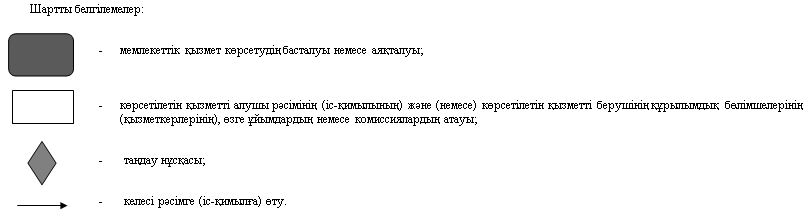 Шартты белгілемелер:
- мемлекеттік қызмет көрсетудің басталуы немесе аяқталуы;
- көрсетілетін қызметті алушы рәсімінің (іс-қимылының) және (немесе) көрсетілетін қызметті берушінің құрылымдық бөлімшелерінің
(қызметкерлерінің), өзге ұйымдардың немесе комиссиялардың атауы;
- таңдау нұсқасы;
- келесі рәсімге (іс-қимылға) өту.